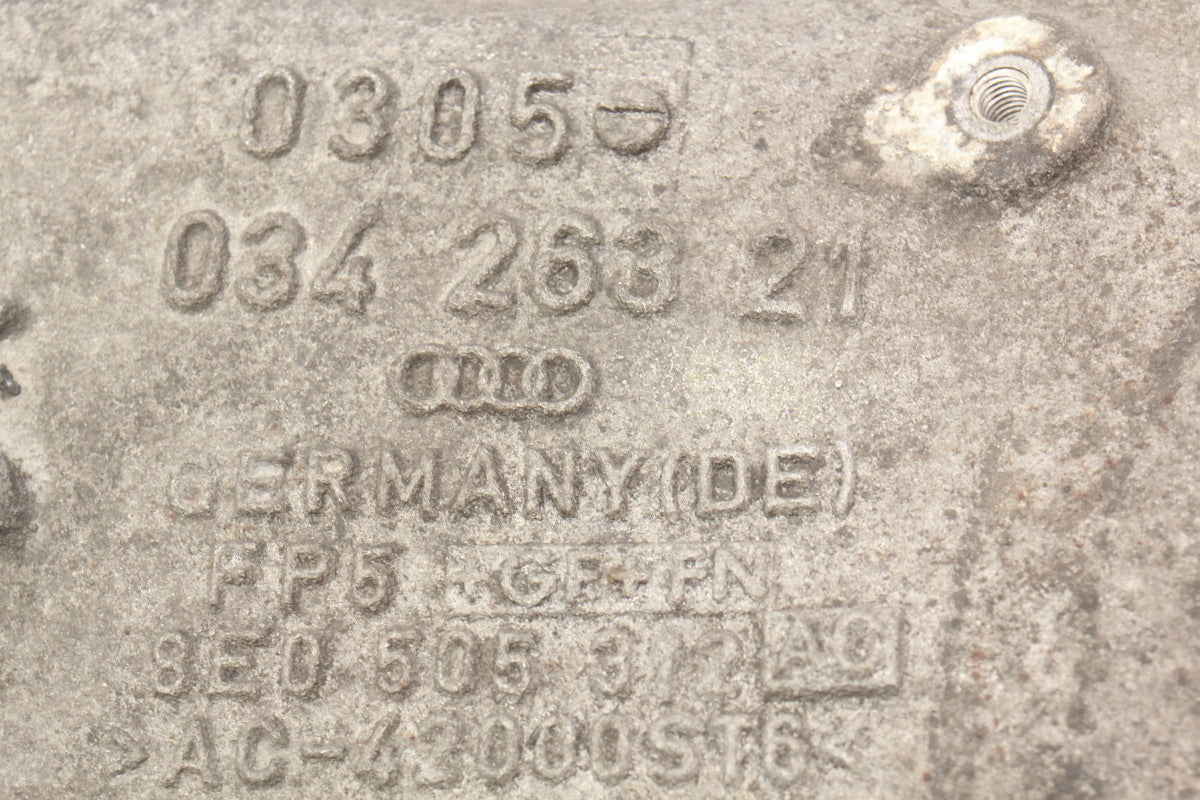 0305
034 263 21
GERMANY(DE)
FP5 +GF+FN
8E0 505 312 AC
>AC-42000ST6<